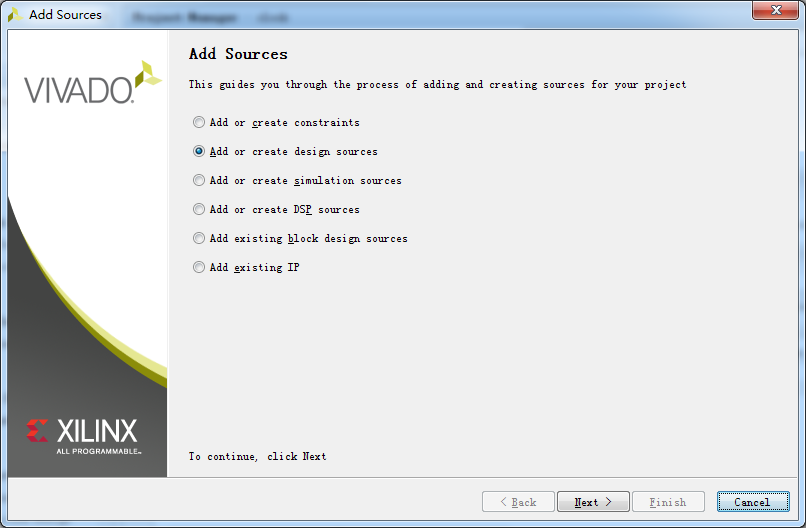 Add Sources
VIVADO.
Add Sources
This guides you through the process of adding and creating sources for your project
Add or create constraints
Add or create design sources
Add or create simulation sources
Add or create DSP sources
Add existing block design sources
Add existing IP
XILINX
ALL PROGRAMMABLE™
To continue, click Next
< Back
Next >
Finish
Cancel